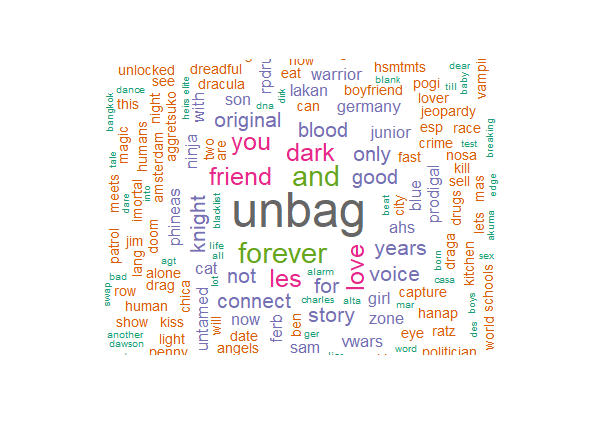 unlocked
dreadful
now
hsmtmts
dear
see
eat
warrior
blank
pogi
till
baby
vampi
dance
dracula
rpdru
boyfriend
lover
bangkok
this
night
heirs
elite
with
son
dna
dirk
lakan
can
germany
jeopardy
magic
humans
aggretsuko
original
blood
junior
esp
race
breaking
ninja
two
are
you
dark
only
fast
crime
nosa
test
tale
meets
dare
into
imortal
amsterdam
friend
and
good
kill
sell
edge
phineas
knight
blacklist
unbag
beat
city
blue
prodigal
drugs
lets
mas
akuma
patrol
jim
lang
doom
life
all
forever
love
ahs
draga
born
kitchen
sex
world schools
agt
alone
cat
not
les
alarm
for
years
voice
casa
swap
bad
row
drag
chica
untamed
lot
connect
charles
alta
mar
girl
capture
des
boys
human
show
kiss
will
now
ferb
ben
ger
story
zone
hanap
eye
ratz
another
dawson
light
penny
date
angels
sam
vwars
word
politician